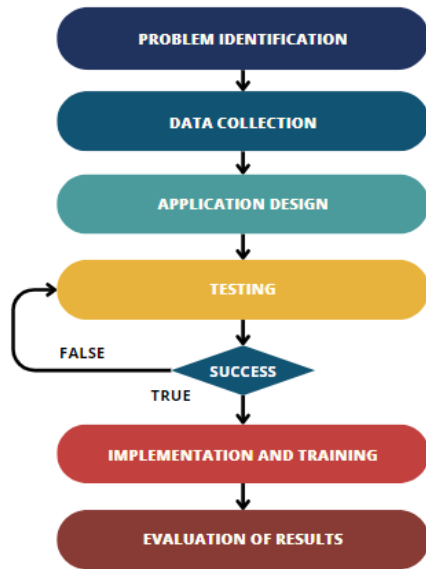 PROBLEM IDENTIFICATION
DATA COLLECTION
APPLICATION DESIGN
TESTING
FALSE
SUCCESS
TRUE
IMPLEMENTATION AND TRAINING
EVALUATION OF RESULTS